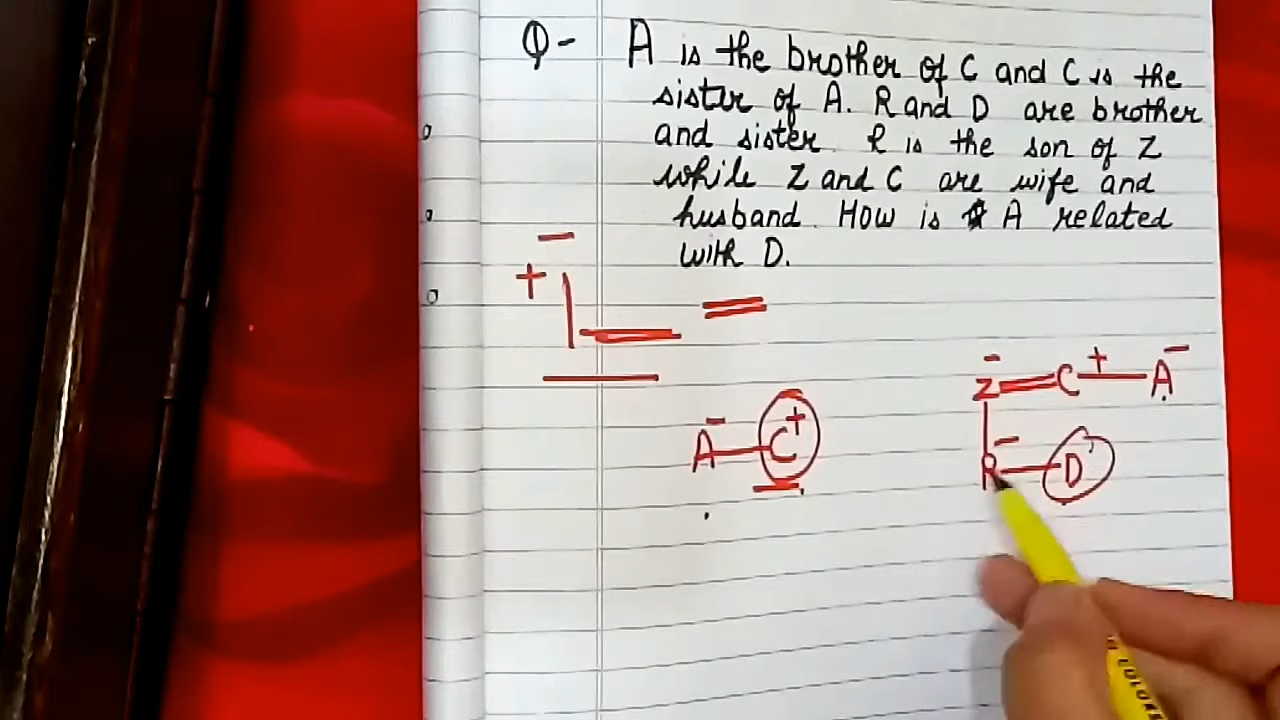 Q- A is the brother of C and C is the
sister of A. R and D are brother
and sister R is the son of Z
while Z and C are wife and
husband. How is A related
with D.
-
+
=
Z - = C + - A -
A - - C +
R - - D